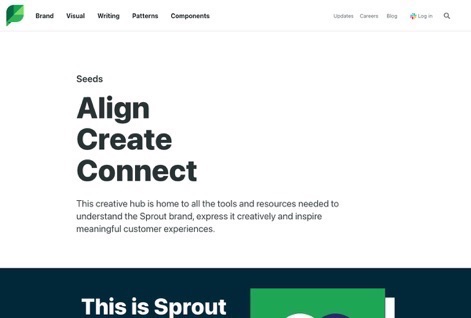 Brand Visual Writing Patterns Components Updates Careers Blog Log in
Seeds
Align
Create
Connect
This creative hub is home to all the tools and resources needed to
understand the Sprout brand, express it creatively and inspire
meaningful customer experiences.
This is Sprout